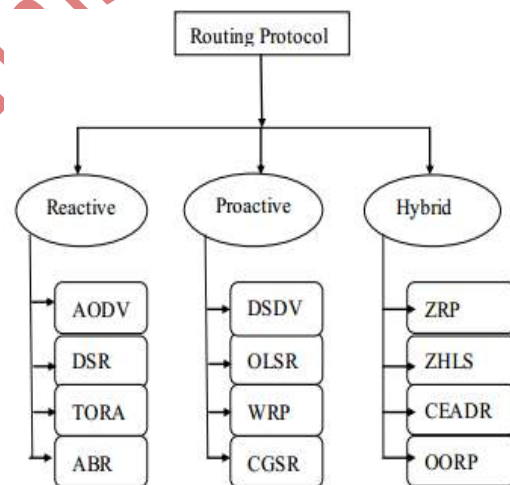 Routing Protocol
Reactive
Proactive
Hybrid
AODV
DSDV
ZRP
DSR
OLSR
ZHLS
TORA
WRP
CEADR
ABR
CGSR
OORP